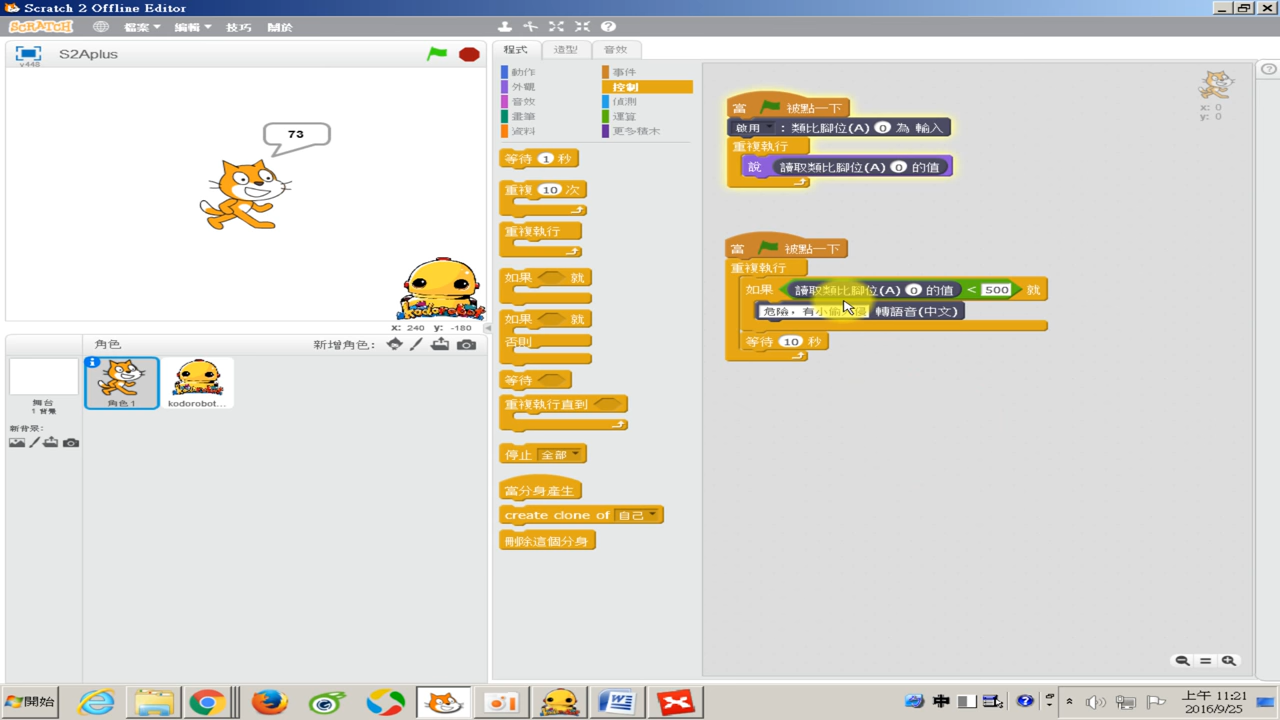 Scratch 2 Offline Editor
SCRATCH 檔案 編輯 技巧 關於
v448
S2Aplus
73
kodorobot
x: 240 y: -180
角色 新增角色:
舞台
1 背景
新背景:
角色1
kodorobot...
程式 造型 音效
動作 事件
外觀 控制
音效 偵測
畫筆 運算
資料 更多積木
等待 1 秒
重複 10 次
重複執行
如果 就
如果 就
否則
等待
重複執行直到
停止 全部
當分身產生
create clone of 自己
刪除這個分身
當 被點一下
啟用 : 類比腳位(A) 0 為 輸入
重複執行
說 讀取類比腳位(A) 0 的值
當 被點一下
重複執行
如果 讀取類比腳位(A) 0 的值 < 500 就
危險, 有小偷 轉語音(中文)
等待 10 秒
x: 0
y: 0
開始
中
上午 11:21
2016/9/25